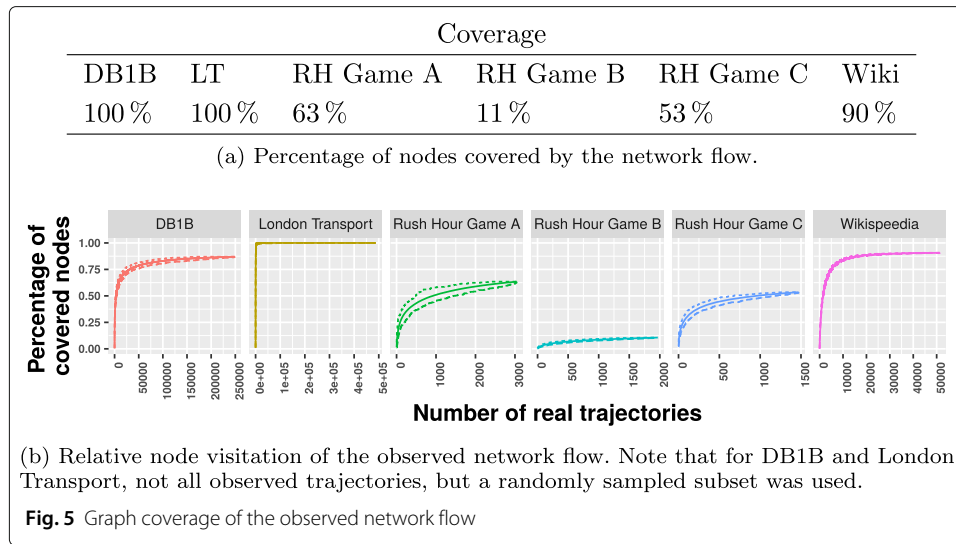 Coverage
DB1B LT RH Game A RH Game B RH Game C Wiki
100 % 100 % 63 % 11 % 53 % 90 %
(a) Percentage of nodes covered by the network flow.
DB1B London Transport Rush Hour Game A Rush Hour Game B Rush Hour Game C Wikispeedia
Percentage of
covered nodes
1.00
0.75
0.50
0.25
0.00
0 50000 100000 150000 200000 250000 0e+00 1e+05 2e+05 3e+05 4e+05 5e+05 0 1000 2000 3000 0 500 1000 1500 2000 0 500 1000 1500 0 10000 20000 30000 40000 50000
Number of real trajectories
(b) Relative node visitation of the observed network flow. Note that for DB1B and London
Transport, not all observed trajectories, but a randomly sampled subset was used.
Fig. 5 Graph coverage of the observed network flow